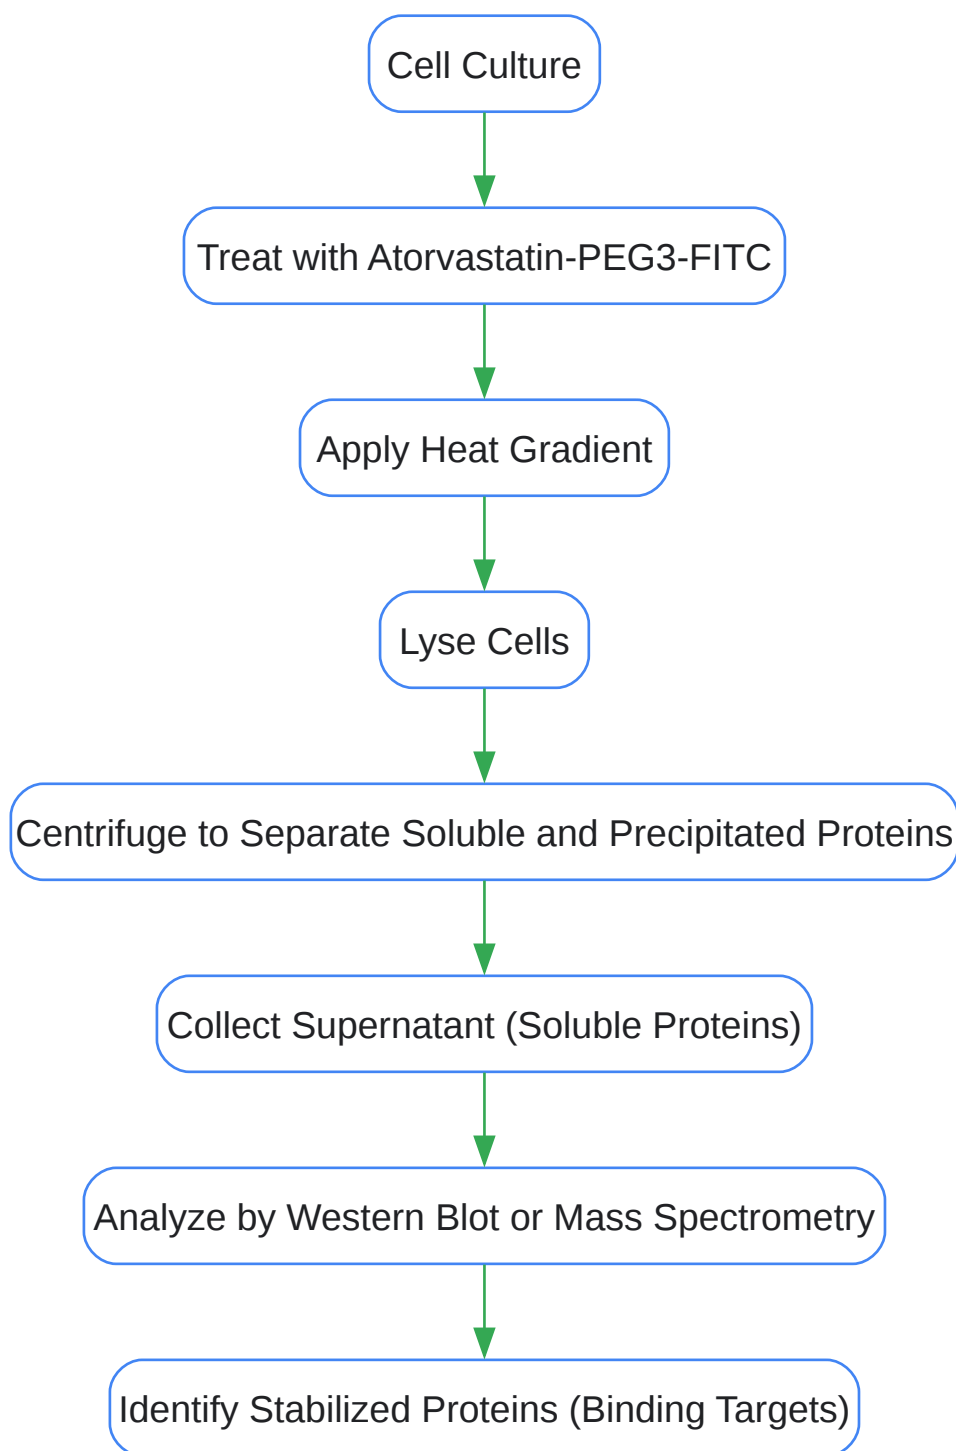 Cell Culture
Treat with Atorvastatin-PEG3-FITC
Apply Heat Gradient
Lyse Cells
Centrifuge to Separate Soluble and Precipitated Proteins
Collect Supernatant (Soluble Proteins)
Analyze by Western Blot or Mass Spectrometry
Identify Stabilized Proteins (Binding Targets)